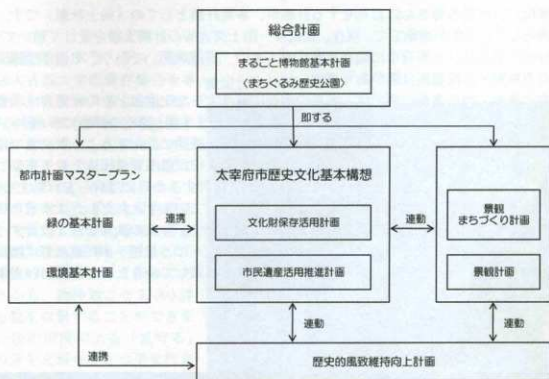 総合計画
まるごと博物館基本計画
〈まちぐるみ歴史公園〉
即する
都市計画マスタープラン
緑の基本計画
環境基本計画
連携
太宰府市歴史文化基本構想
文化財保存活用計画
市民遺産活用推進計画
連動
景観
まちづくり計画
景観計画
連動
連動
連携
歴史的風致維持向上計画